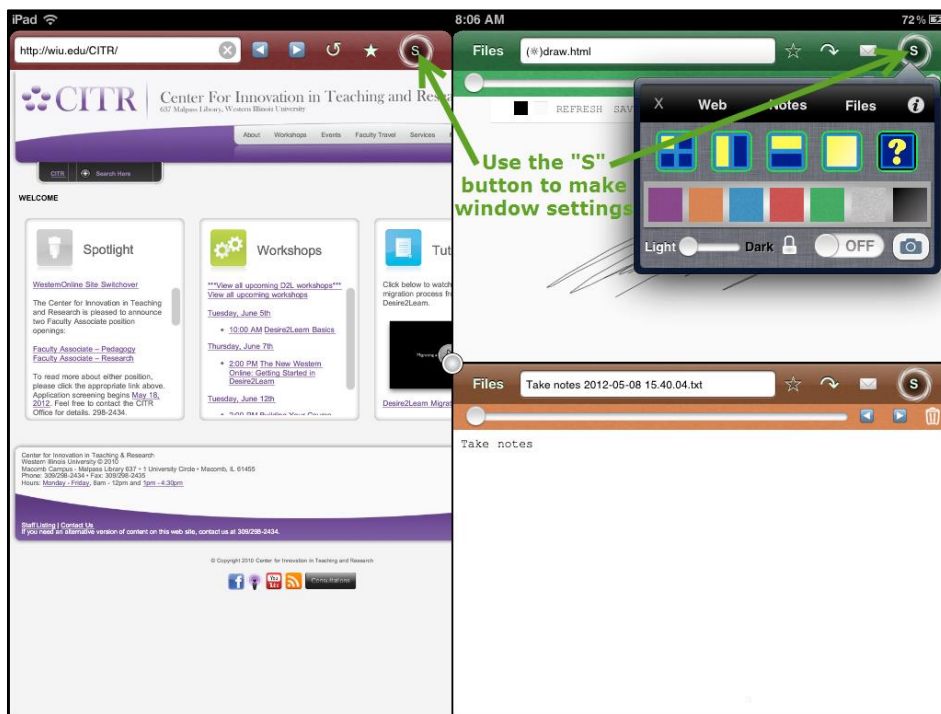 iPad
8:06 AM
72%
http://wiu.edu/CITR/
S
CITR
Center For Innovation in Teaching and Resea
637 Malpass Library, Western Illinois University
About Workshops Events Faculty Travel Services
CITR Search Here
WELCOME
Spotlight
WesternOnline Site Switchover
The Center for Innovation in Teaching
and Research is pleased to announce
two Faculty Associate position
openings:
Faculty Associate – Pedagogy
Faculty Associate – Research
To read more about either position,
please click the appropriate link above.
Application screening begins May 18,
2012. Feel free to contact the CITR
Office for details. 298-2434.
Workshops
***View all upcoming D2L workshops***
View all upcoming workshops
Tuesday, June 5th
10:00 AM Desire2Learn Basics
Thursday, June 7th
2:00 PM The New Western
Online: Getting Started in
Desire2Learn
Tuesday, June 12th
2:00 PM Building Your Course
Tut
Click below to watch
migration process fr
Desire2Learn.
Desire2Learn Migrat
Center for Innovation in Teaching & Research
Western Illinois University © 2010
Macomb Campus - Malpass Library 637 • 1 University Circle • Macomb, IL 61455
Phone: 309/298-2434 • Fax: 309/298-2435
Hours: Monday - Friday, 8am - 12pm and 1pm - 4:30pm
Staff Listing | Contact Us
If you need an alternative version of content on this web site, contact us at 309/298-2434.
© Copyright 2010 Center for Innovation in Teaching and Research
You
Tube
Consultations
Files
(☼)draw.html
S
REFRESH SAV
X Web Notes Files i
?
Light Dark OFF
Use the "S"
button to make
window settings
Files
Take notes 2012-05-08 15.40.04.txt
S
Take notes